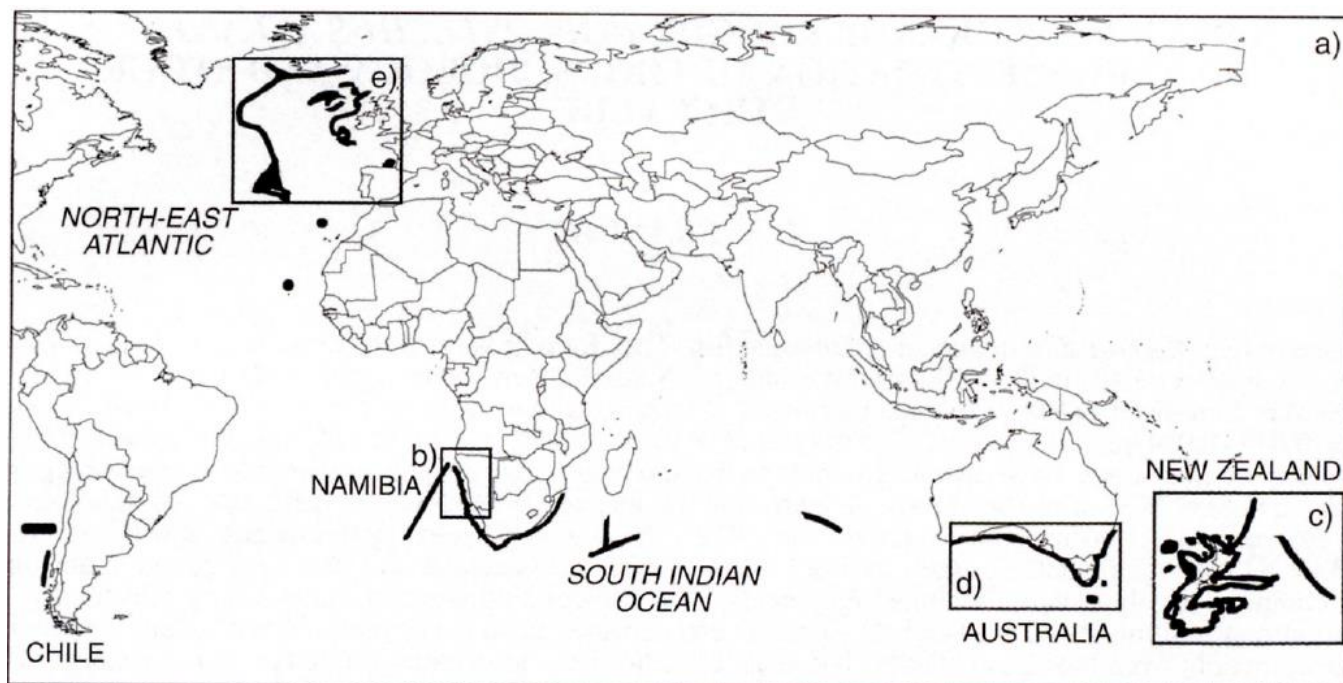 a)
e)
NORTH-EAST
ATLANTIC
b)
NAMIBIA
NEW ZEALAND
c)
SOUTH INDIAN
OCEAN
d)
AUSTRALIA
CHILE